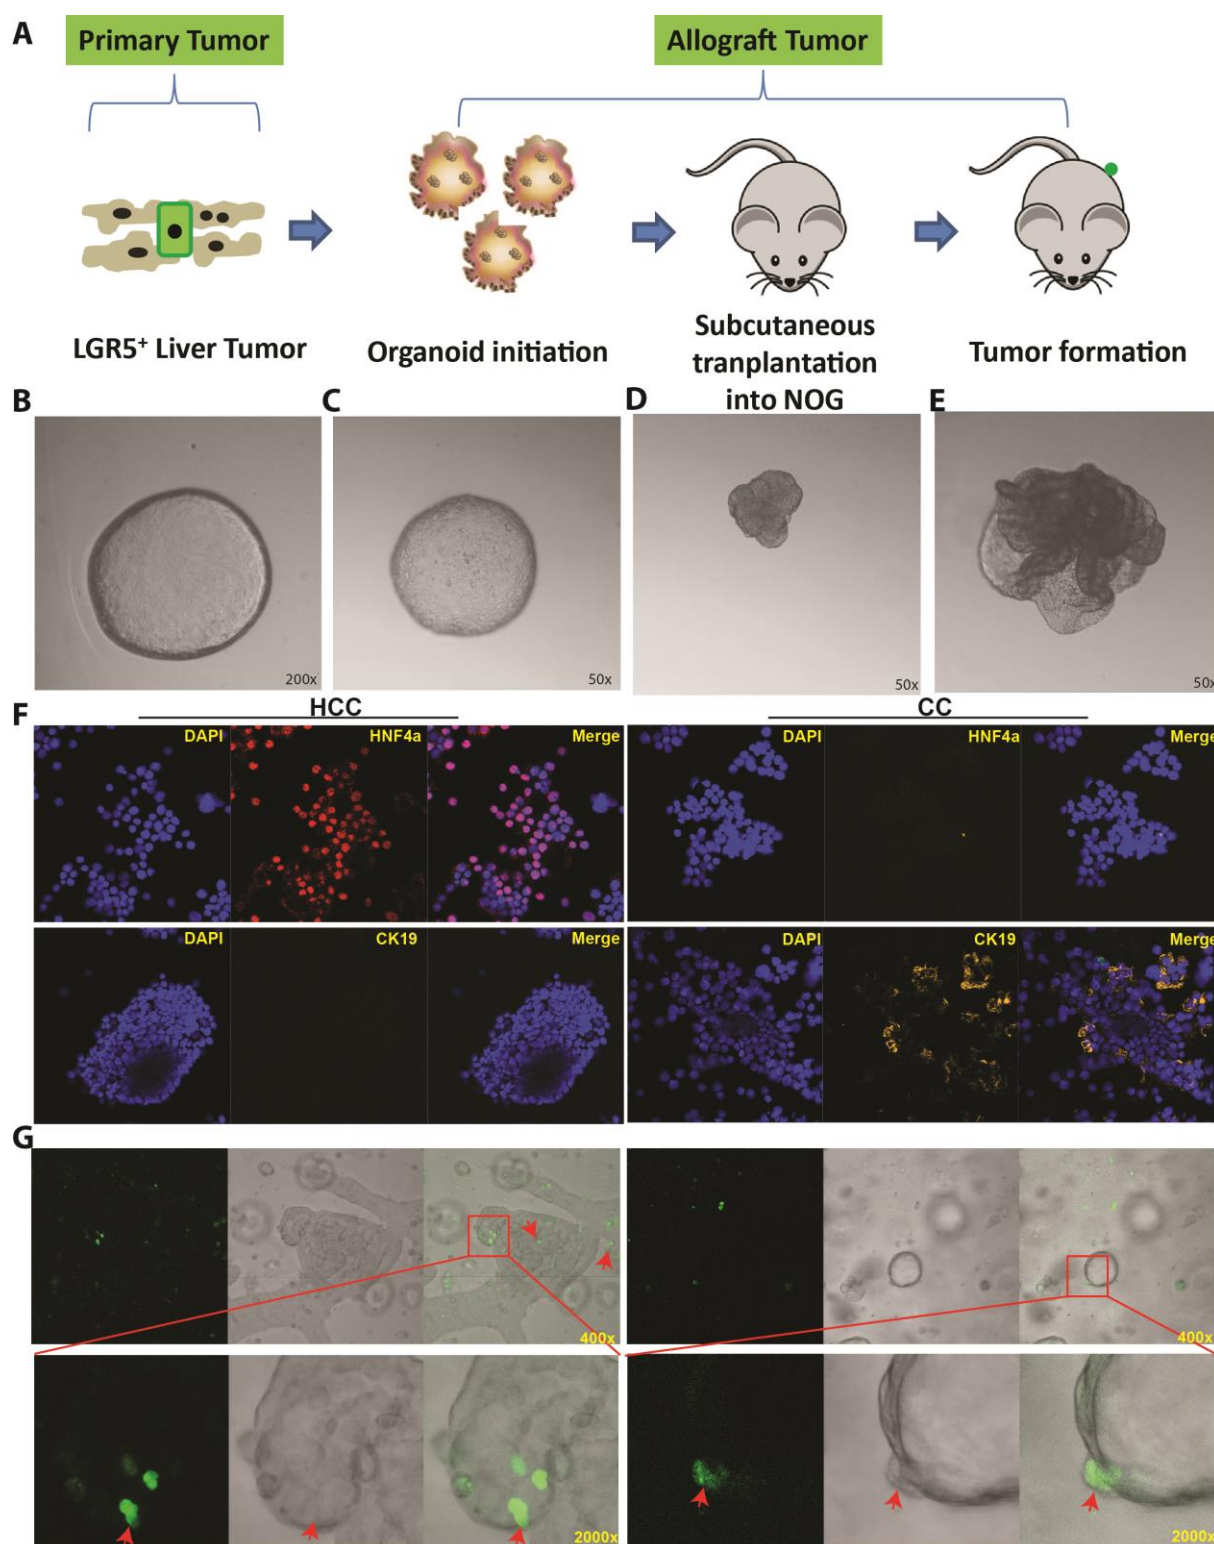 A
Primary Tumor
Allograft Tumor
LGR5+ Liver Tumor
Organoid initiation
Subcutaneous
tranplantation
into NOG
Tumor formation
B
C
D
E
200x
50x
50x
50x
F
HCC
CC
DAPI
HNF4a
Merge
DAPI
HNF4a
Merge
DAPI
CK19
Merge
DAPI
CK19
Merge
G
400x
400x
2000x
2000x